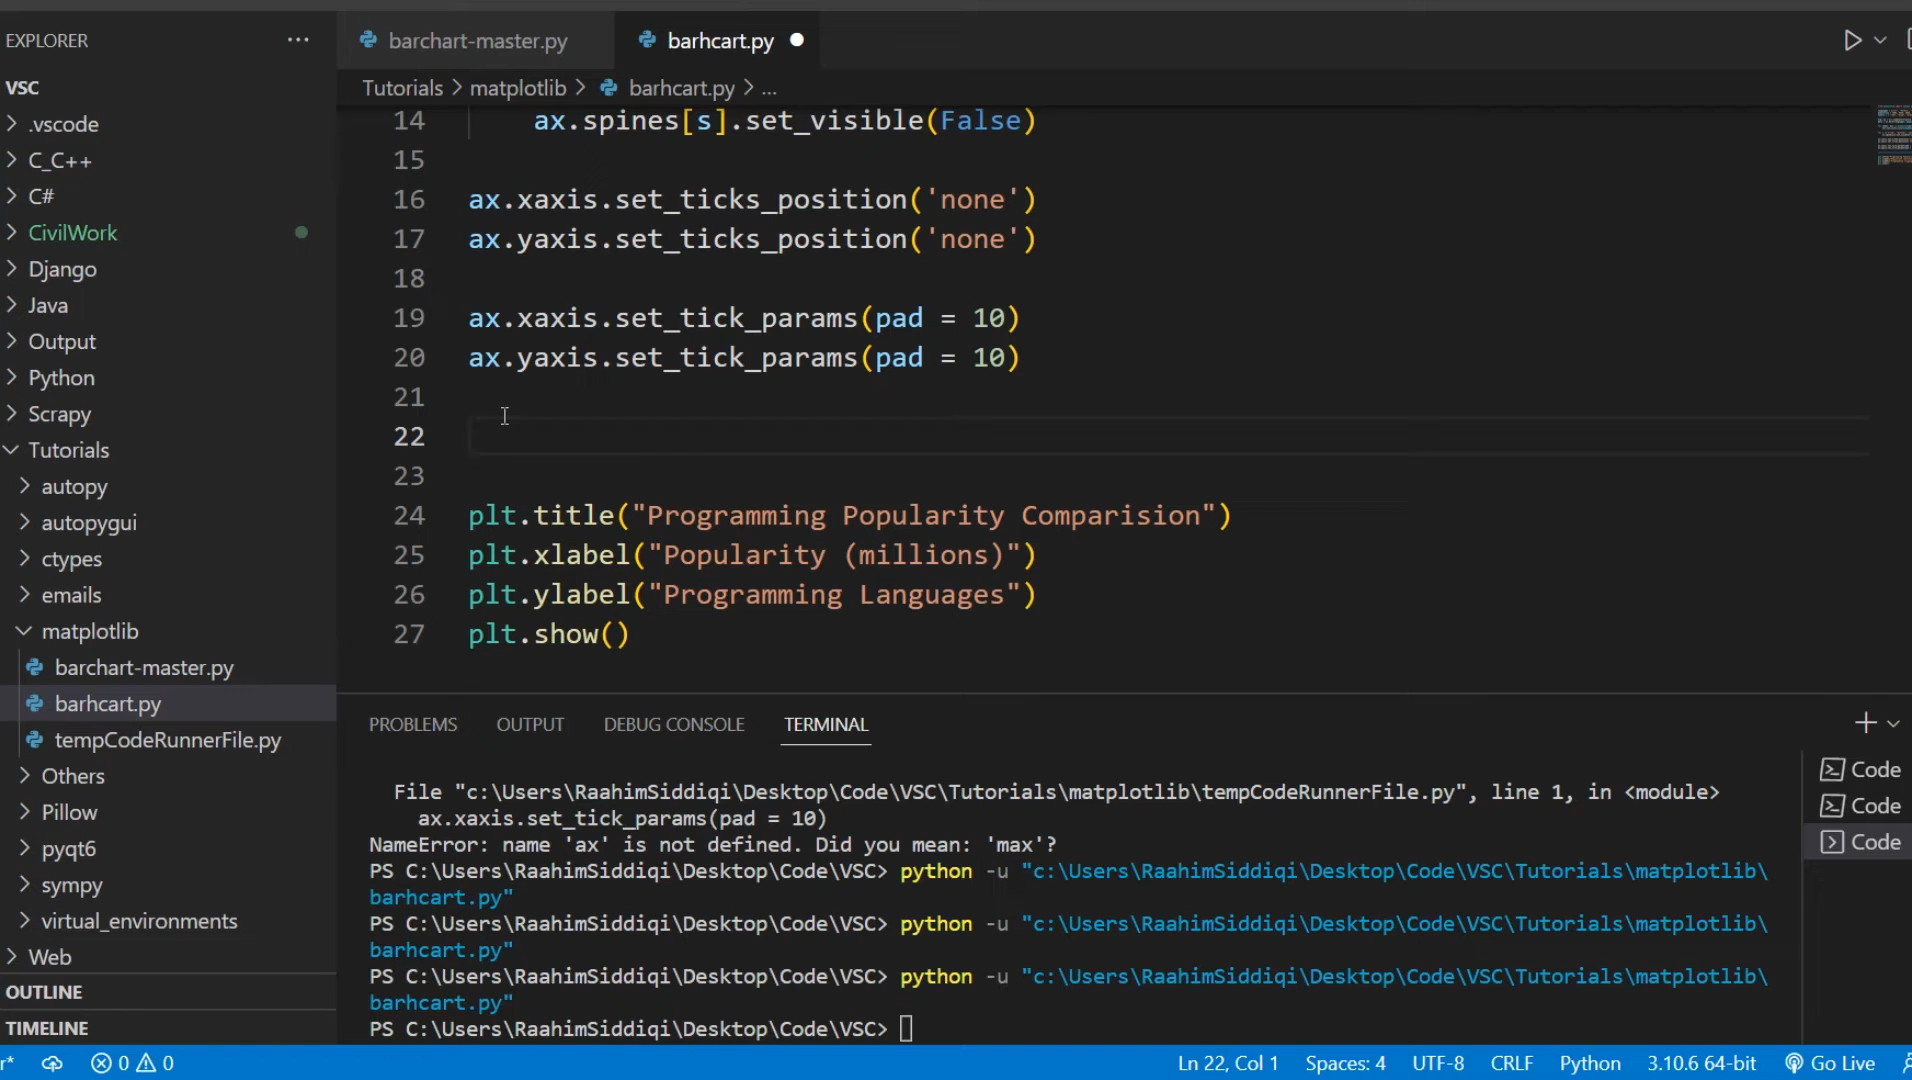 EXPLORER
VSC
.vscode
C_C++
C#
CivilWork
Django
Java
Output
Python
Scrapy
Tutorials
autopy
autopygui
ctypes
emails
matplotlib
barchart-master.py
barhcart.py
tempCodeRunnerFile.py
Others
Pillow
pyqt6
sympy
virtual_environments
Web
OUTLINE
TIMELINE
barchart-master.py barhcart.py
Tutorials > matplotlib > barhcart.py > ...
14 ax.spines[s].set_visible(False)
15
16 ax.xaxis.set_ticks_position('none')
17 ax.yaxis.set_ticks_position('none')
18
19 ax.xaxis.set_tick_params(pad = 10)
20 ax.yaxis.set_tick_params(pad = 10)
21
22
23
24 plt.title("Programming Popularity Comparision")
25 plt.xlabel("Popularity (millions)")
26 plt.ylabel("Programming Languages")
27 plt.show()
PROBLEMS OUTPUT DEBUG CONSOLE TERMINAL
File "c:\Users\RaahimSiddiqi\Desktop\Code\VSC\Tutorials\matplotlib\tempCodeRunnerFile.py", line 1, in <module>
ax.xaxis.set_tick_params(pad = 10)
NameError: name 'ax' is not defined. Did you mean: 'max'?
PS C:\Users\RaahimSiddiqi\Desktop\Code\VSC> python -u "c:\Users\RaahimSiddiqi\Desktop\Code\VSC\Tutorials\matplotlib\
barhcart.py"
PS C:\Users\RaahimSiddiqi\Desktop\Code\VSC> python -u "c:\Users\RaahimSiddiqi\Desktop\Code\VSC\Tutorials\matplotlib\
barhcart.py"
PS C:\Users\RaahimSiddiqi\Desktop\Code\VSC> python -u "c:\Users\RaahimSiddiqi\Desktop\Code\VSC\Tutorials\matplotlib\
barhcart.py"
PS C:\Users\RaahimSiddiqi\Desktop\Code\VSC>
Code
Code
Code
r* 0 0 Ln 22, Col 1 Spaces: 4 UTF-8 CRLF Python 3.10.6 64-bit Go Live